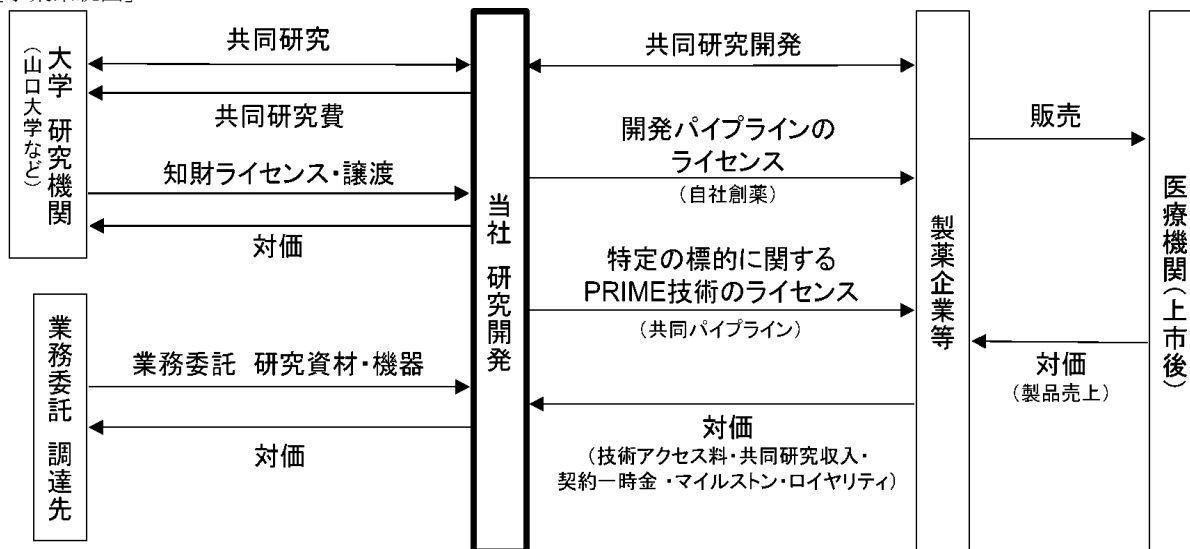 大学 研究機関
(山口大学など)
共同研究
共同研究費
知財ライセンス・譲渡
対価
業務委託 調達先
業務委託 研究資材・機器
対価
当社 研究開発
共同研究開発
開発パイプラインの
ライセンス
(自社創薬)
特定の標的に関する
PRIME技術のライセンス
(共同パイプライン)
対価
(技術アクセス料・共同研究収入・
契約一時金・マイルストン・ロイヤリティ)
製薬企業等
販売
対価
(製品売上)
医療機関(上市後)